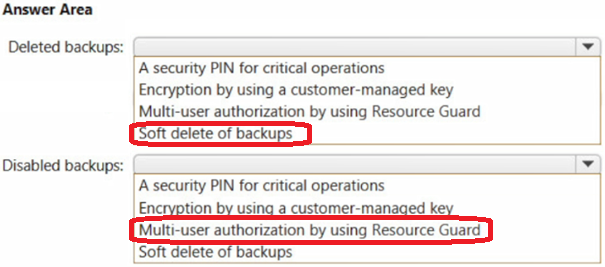 Answer Area
Deleted backups:
A security PIN for critical operations
Encryption by using a customer-managed key
Multi-user authorization by using Resource Guard
Soft delete of backups
Disabled backups:
A security PIN for critical operations
Encryption by using a customer-managed key
Multi-user authorization by using Resource Guard
Soft delete of backups